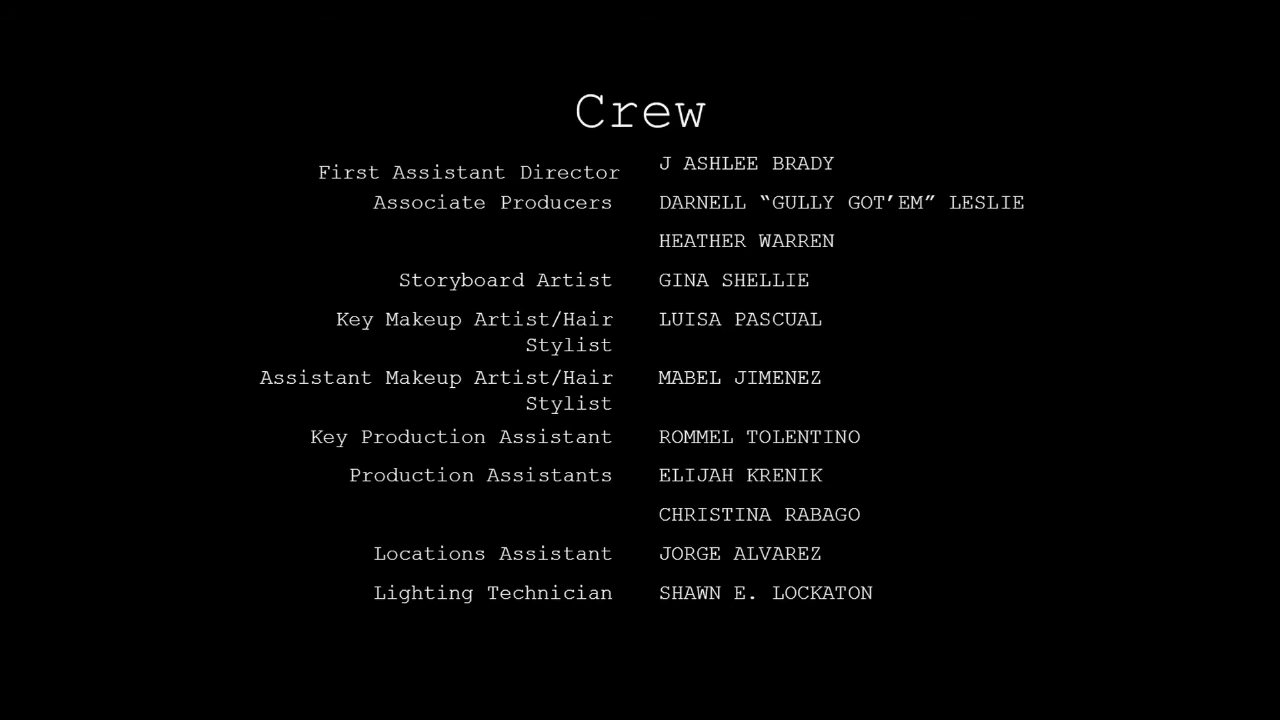 Crew
First Assistant Director J ASHLEE BRADY
Associate Producers DARNELL “GULLY GOT’EM” LESLIE
HEATHER WARREN
Storyboard Artist GINA SHELLIE
Key Makeup Artist/Hair LUISA PASCUAL
Stylist
Assistant Makeup Artist/Hair MABEL JIMENEZ
Stylist
Key Production Assistant ROMMEL TOLENTINO
Production Assistants ELIJAH KRENIK
CHRISTINA RABAGO
Locations Assistant JORGE ALVAREZ
Lighting Technician SHAWN E. LOCKATON